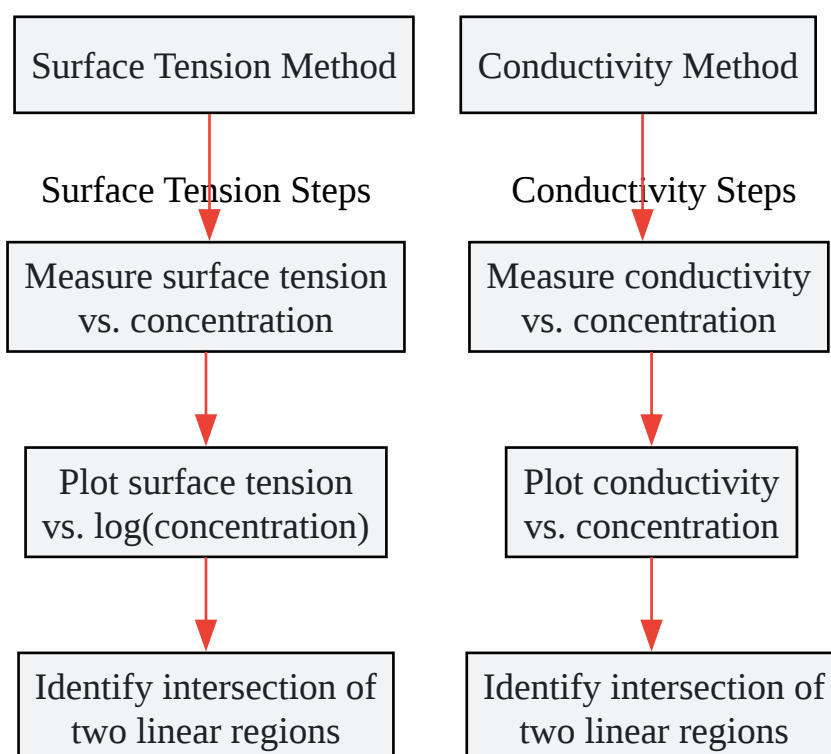 Surface Tension Method
Conductivity Method
Surface Tension Steps
Conductivity Steps
Measure surface tension
vs. concentration
Measure conductivity
vs. concentration
Plot surface tension
vs. log(concentration)
Plot conductivity
vs. concentration
Identify intersection of
two linear regions
Identify intersection of
two linear regions